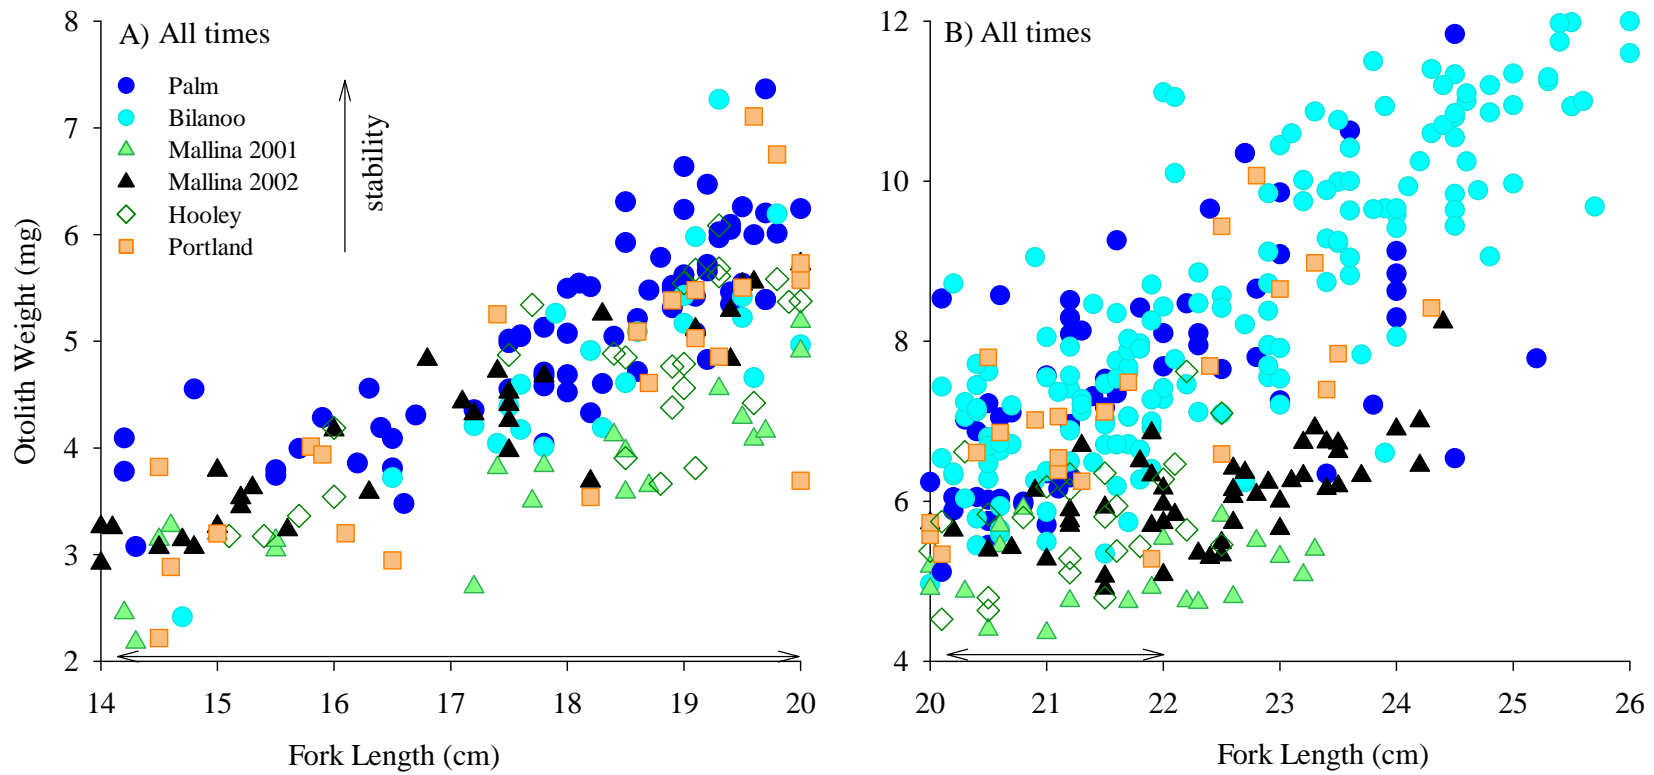 A) All times
Palm
Bilanoo
Mallina 2001
Mallina 2002
Hooley
Portland
stability
Otolith Weight (mg)
8
7
6
5
4
3
2
14 15 16 17 18 19 20
Fork Length (cm)
B) All times
12
10
8
6
4
20 21 22 23 24 25 26
Fork Length (cm)